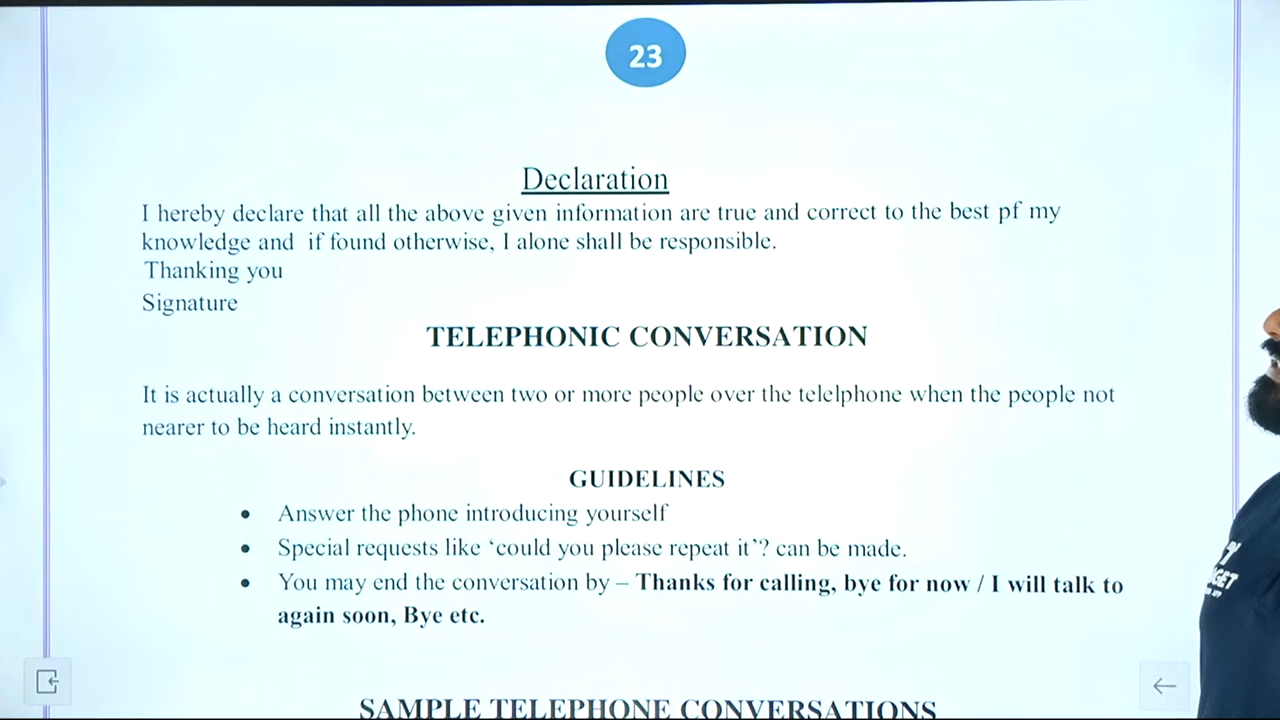 23
Declaration
I hereby declare that all the above given information are true and correct to the best pf my
knowledge and if found otherwise, I alone shall be responsible.
Thanking you
Signature
TELEPHONIC CONVERSATION
It is actually a conversation between two or more people over the telelphone when the people not
nearer to be heard instantly.
GUIDELINES
• Answer the phone introducing yourself
• Special requests like ‘could you please repeat it’? can be made.
• You may end the conversation by – Thanks for calling, bye for now / I will talk to
again soon, Bye etc.
SAMPLE TELEPHONE CONVERSATIONS